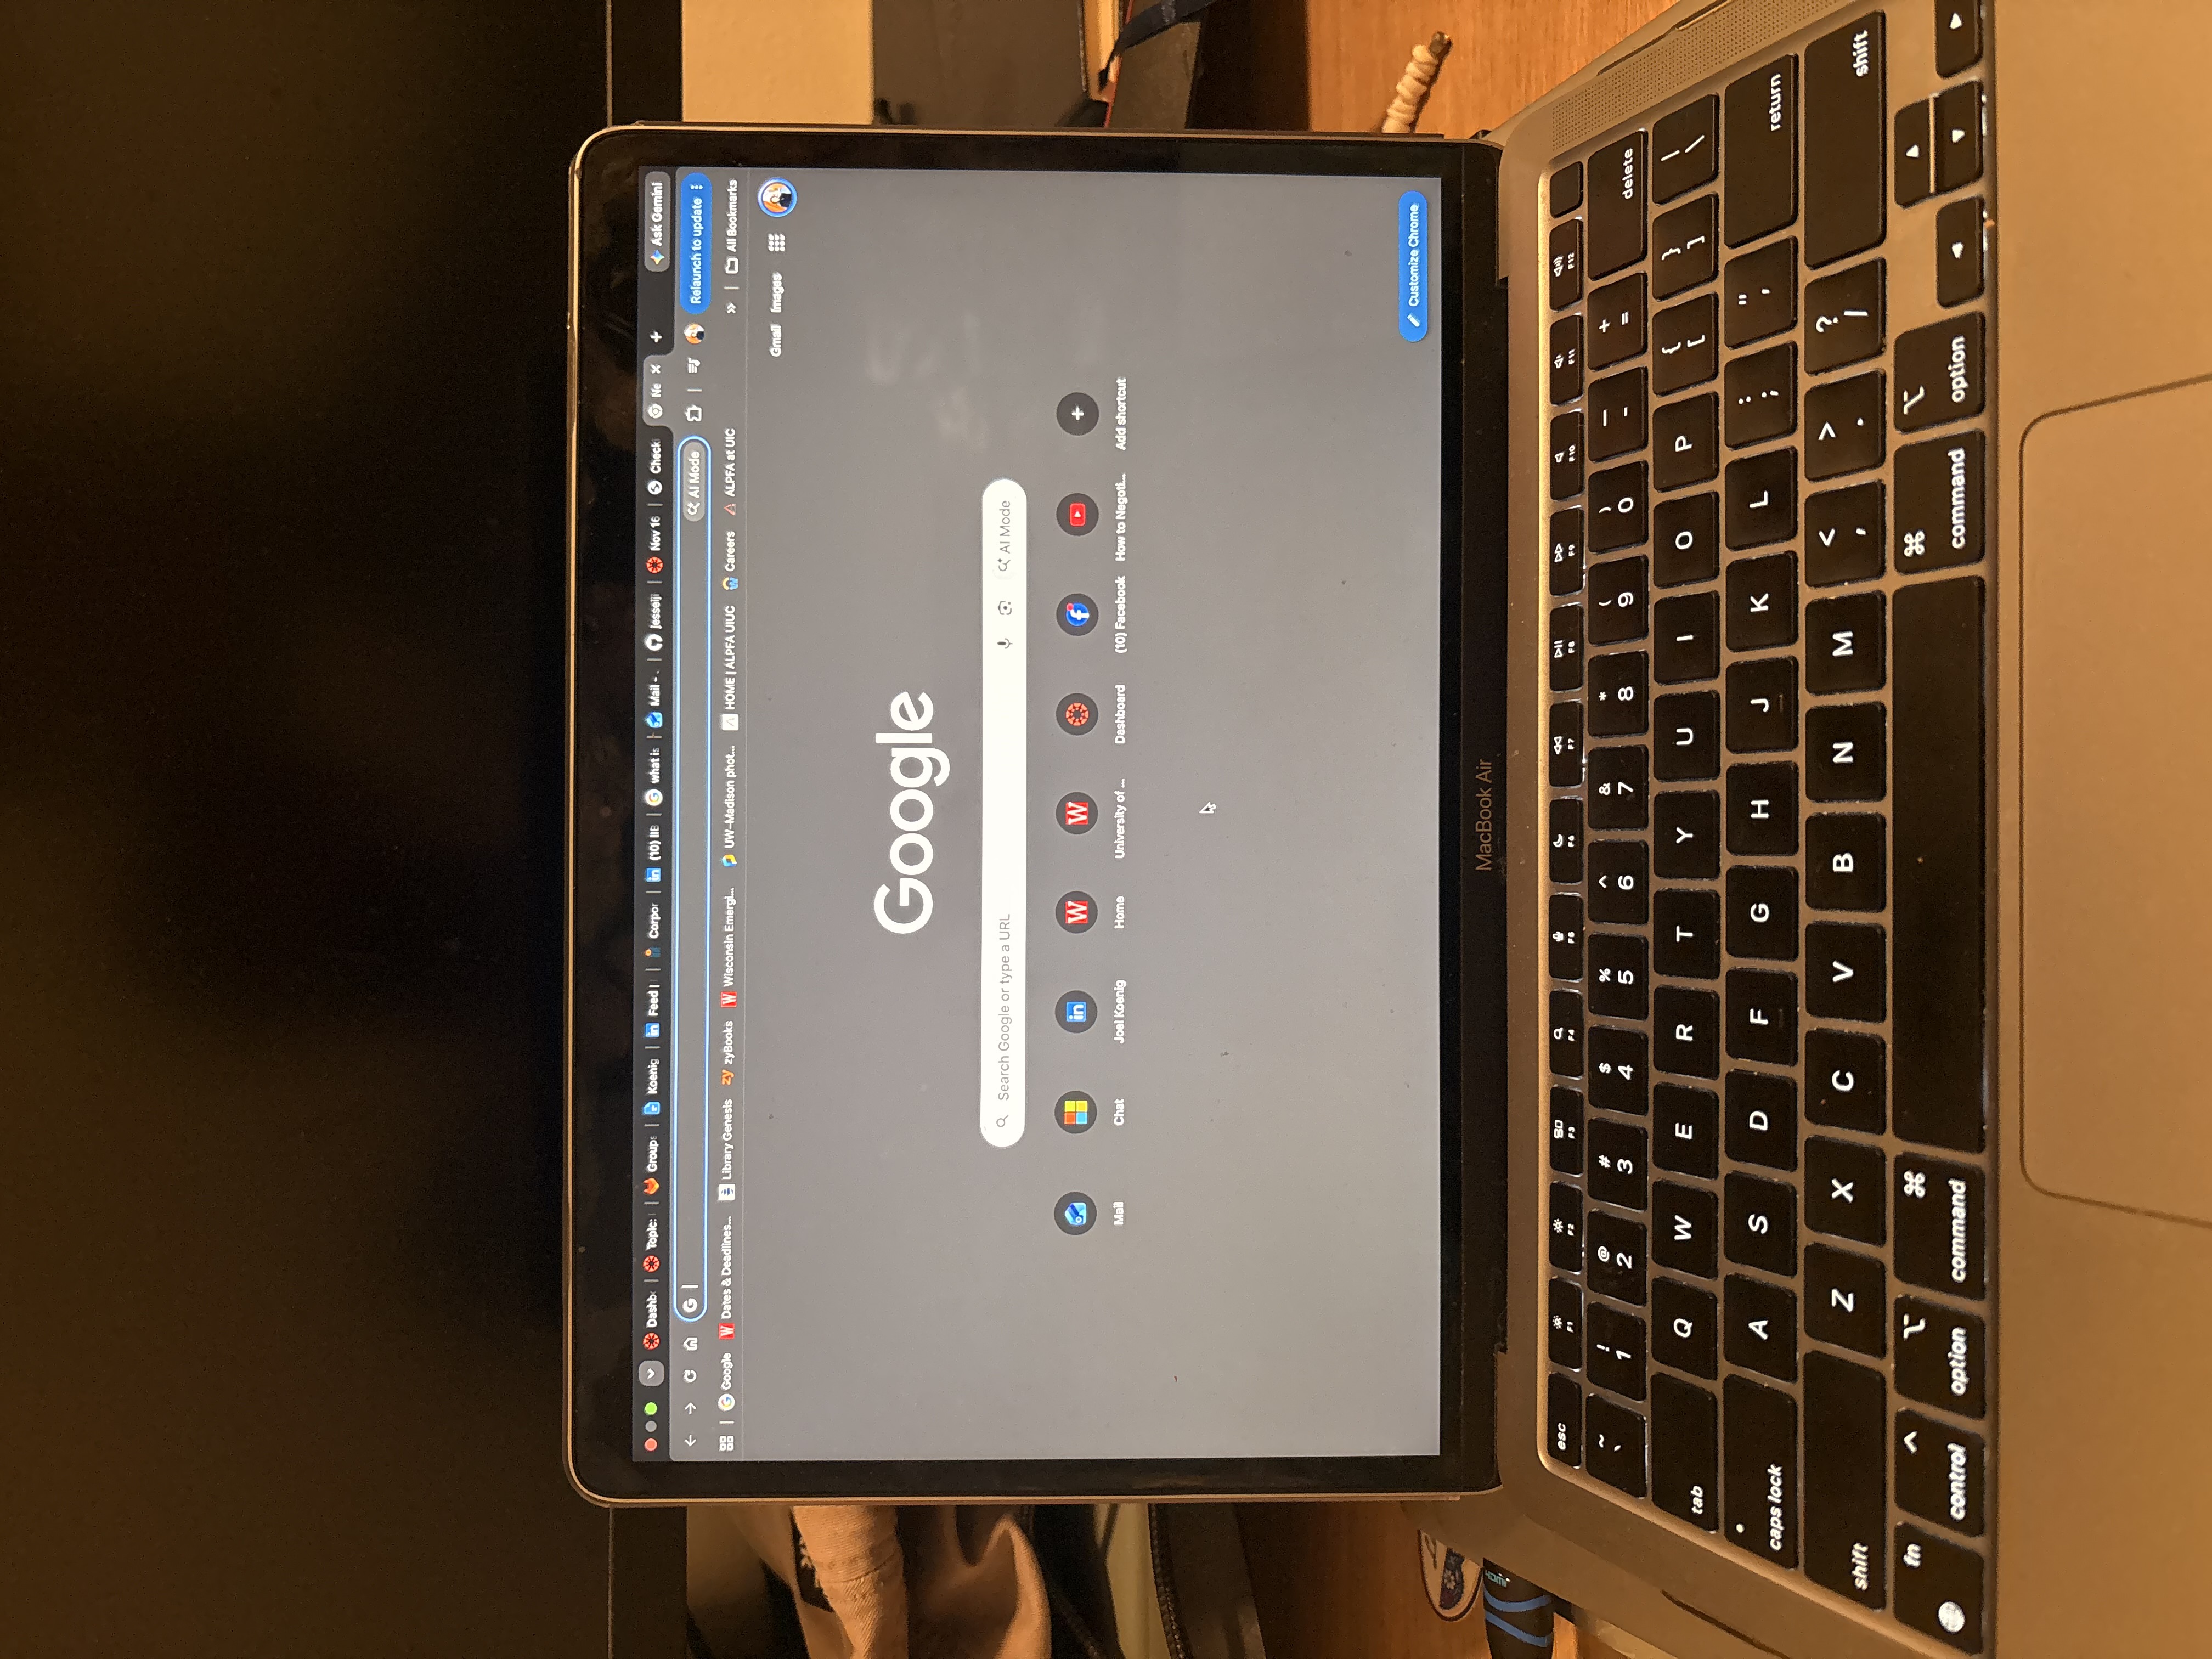 Dashb Topic: Group: Koenig Feed | Corpor (10) IIE what is Mail - jesseiji Nov 16 Check Ne Ask Gemini
AI Mode Relaunch to update
Google Dates & Deadlines... Library Genesis zyBooks Wisconsin Emergi... UW–Madison phot... HOME | ALPFA UIUC Careers ALPFA at UIC » All Bookmarks
Gmail Images
Google
Search Google or type a URL AI Mode
Mail Chat Joel Koenig Home University of ... Dashboard (10) Facebook How to Negoti... Add shortcut
Customize Chrome
MacBook Air
esc F1 F2 F3 F4 F5 F6 F7 F8 F9 F10 F11 F12
~ ! @ # $ % ^ & * ( ) — +
` 1 2 3 4 5 6 7 8 9 0 - = delete
tab Q W E R T Y U I O P { [ } ] | \
caps lock A S D F G H J K L : ; " ' return
shift Z X C V B N M < , > . ? / shift
fn ^ ⌥ ⌘ ⌘ ⌥
control option command command option